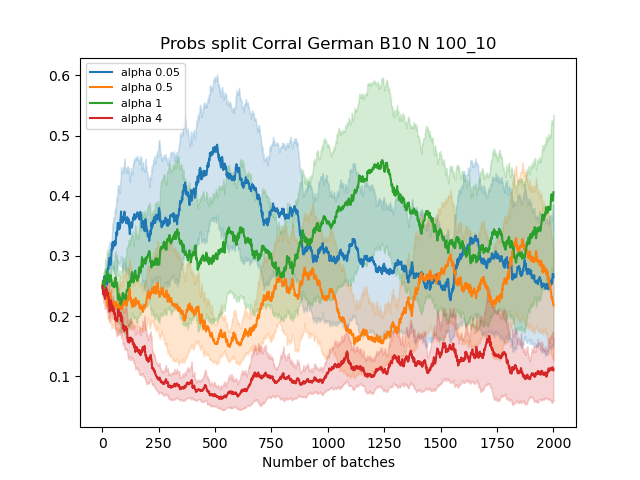 Probs split Corral German B10 N 100_10
alpha 0.05
alpha 0.5
alpha 1
alpha 4
0.6
0.5
0.4
0.3
0.2
0.1
0 250 500 750 1000 1250 1500 1750 2000
Number of batches